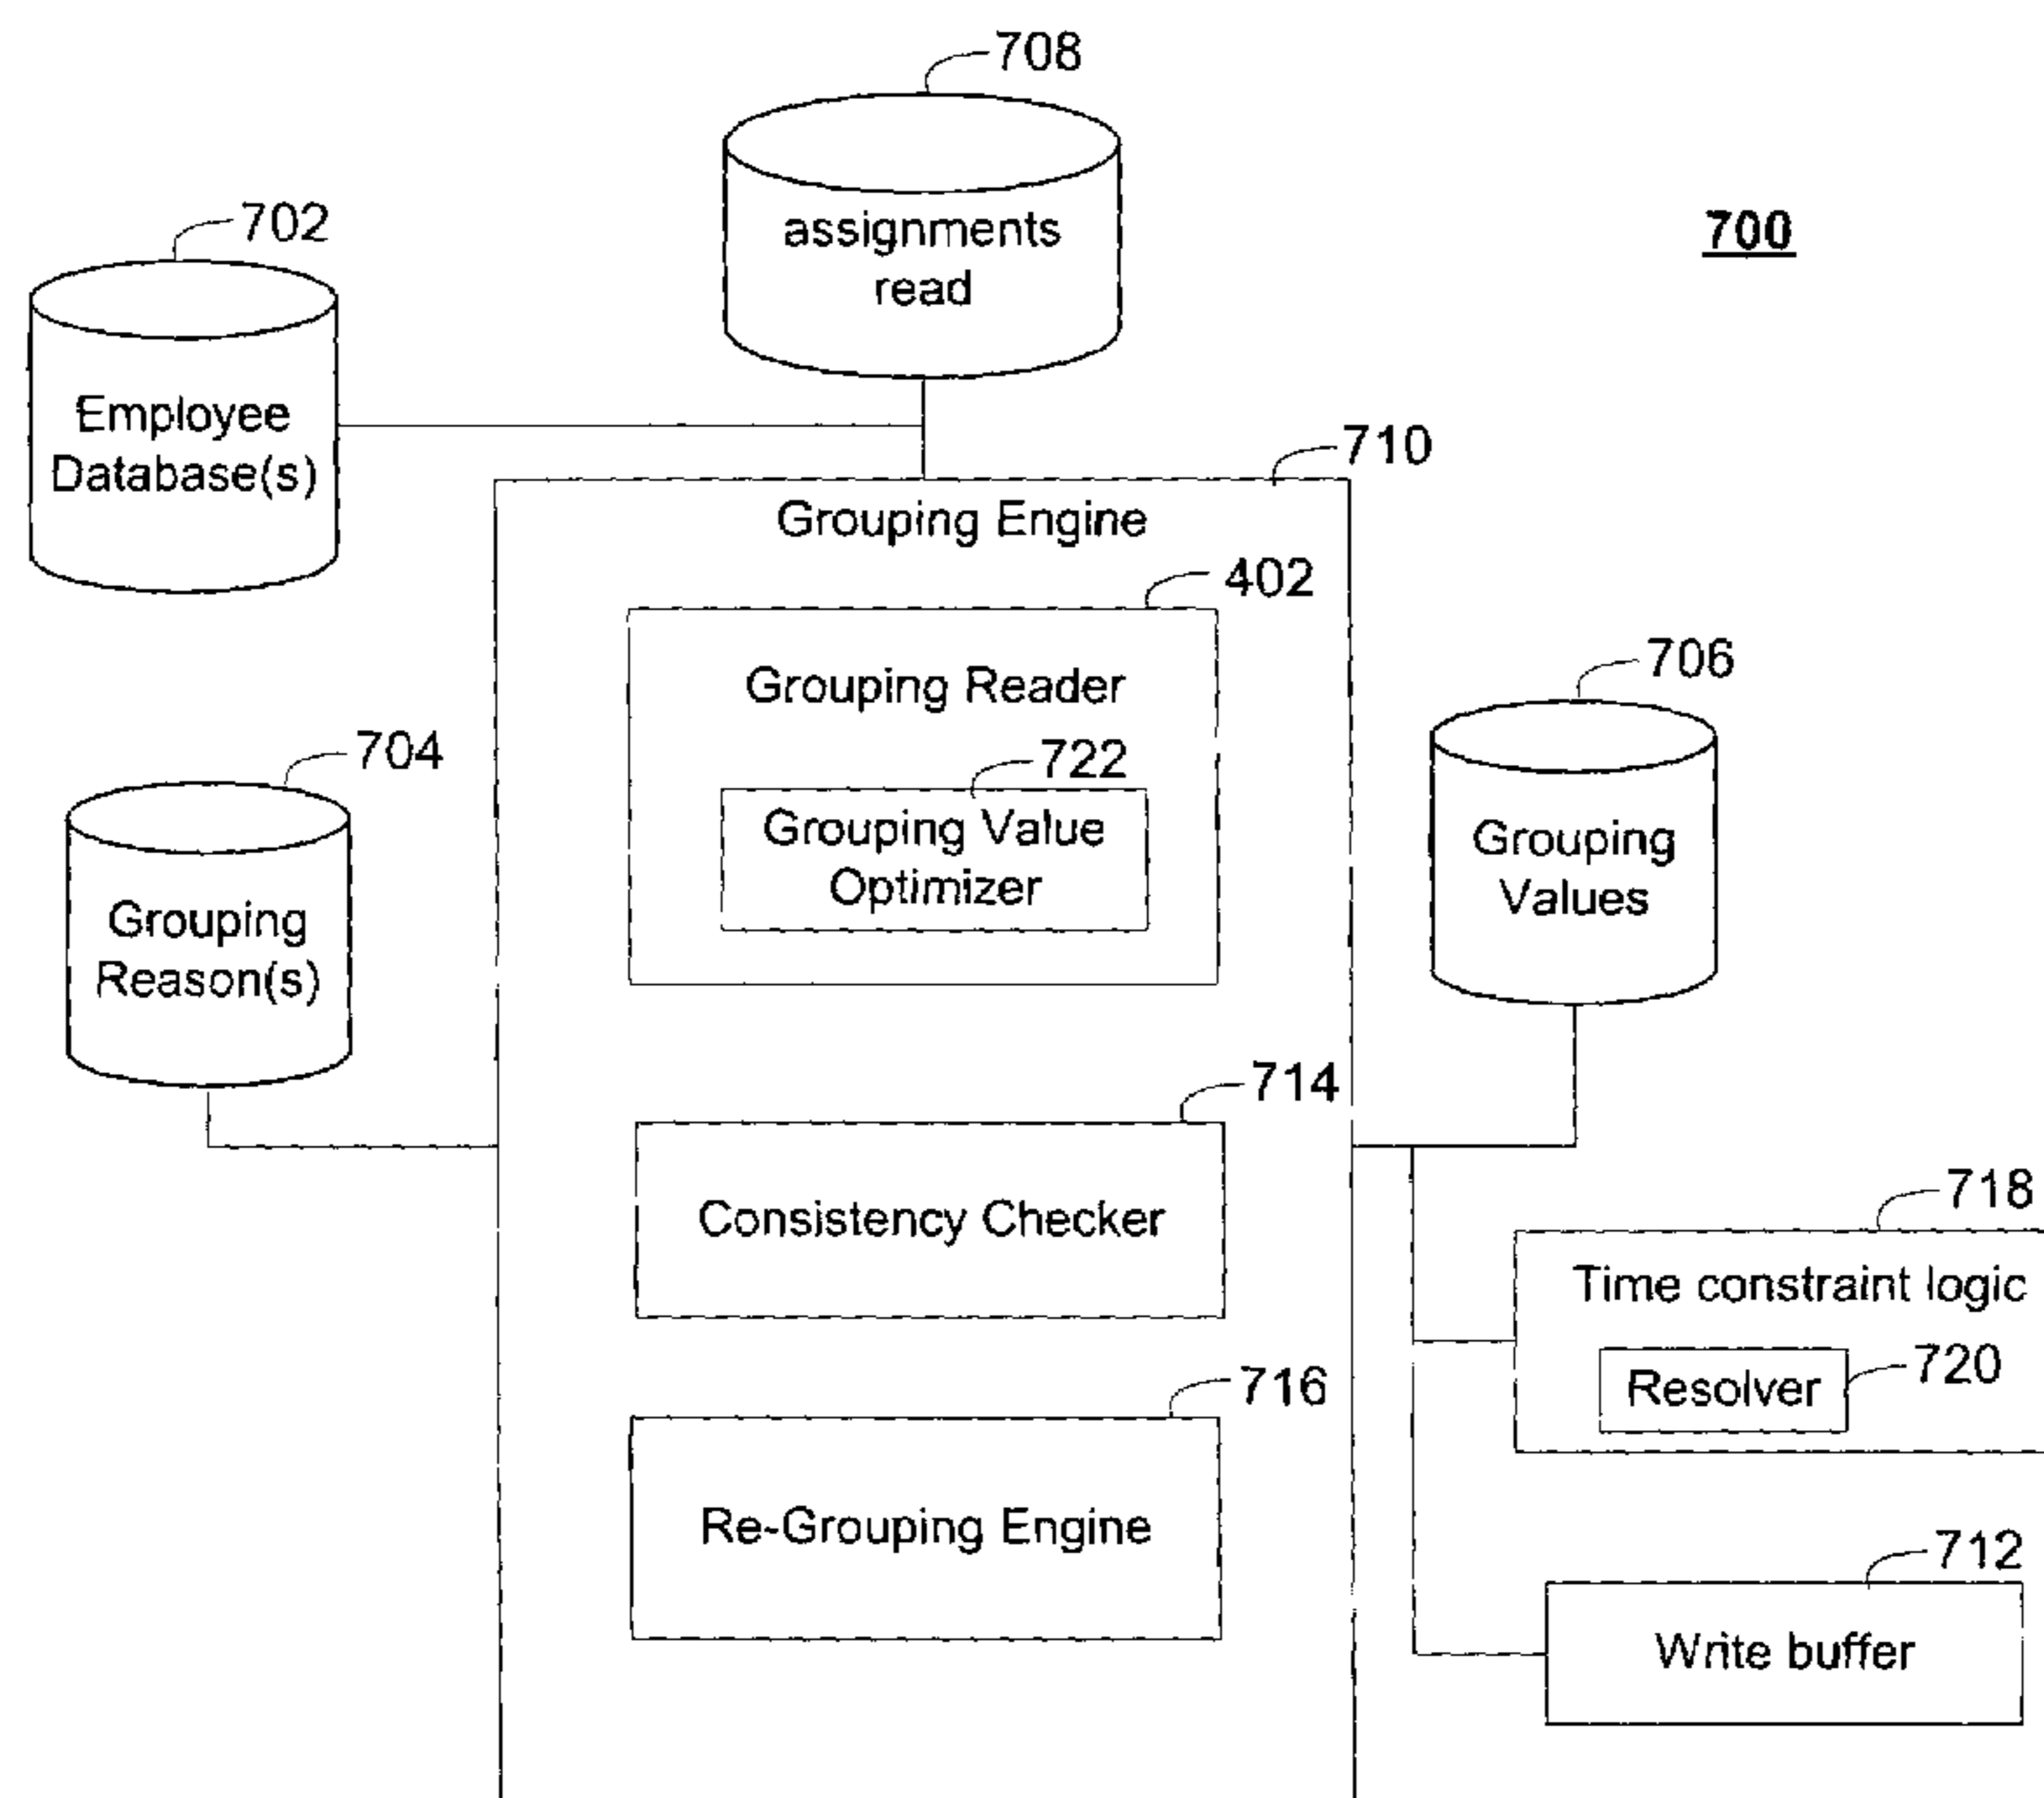 708
assignments
read
700
702
Employee
Database(s)
710
Grouping Engine
402
Grouping Reader
722
Grouping Value
Optimizer
706
Grouping
Values
704
Grouping
Reason(s)
714
Consistency Checker
718
Time constraint logic
720
Resolver
716
Re-Grouping Engine
712
Write buffer